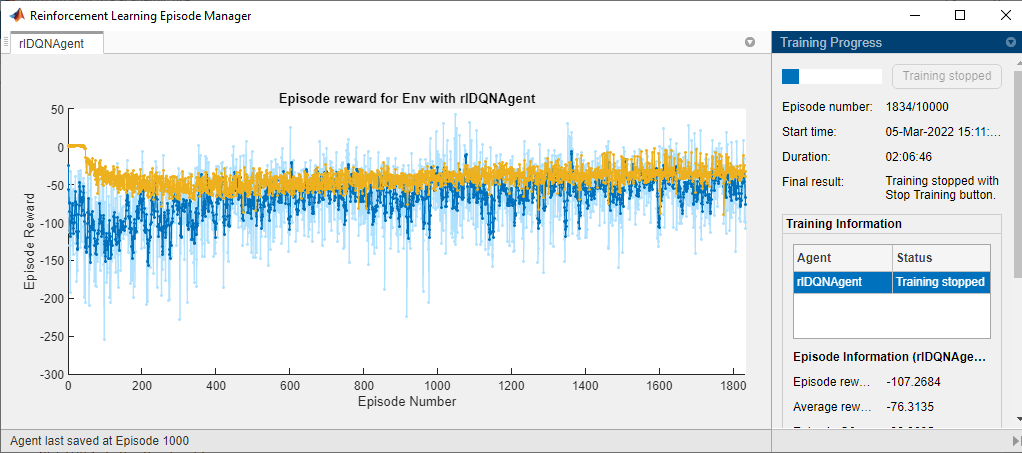 Reinforcement Learning Episode Manager
rlDQNAgent
Episode reward for Env with rlDQNAgent
50
0
-50
-100
-150
-200
-250
-300
Episode Reward
0
200
400
600
800
1000
1200
1400
1600
1800
Episode Number
Agent last saved at Episode 1000
Training Progress
Training stopped
Episode number: 1834/10000
Start time: 05-Mar-2022 15:11:...
Duration: 02:06:46
Final result: Training stopped with
Stop Training button.
Training Information
Agent Status
rlDQNAgent Training stopped
Episode Information (rlDQNAge...
Episode rew... -107.2684
Average rew... -76.3135